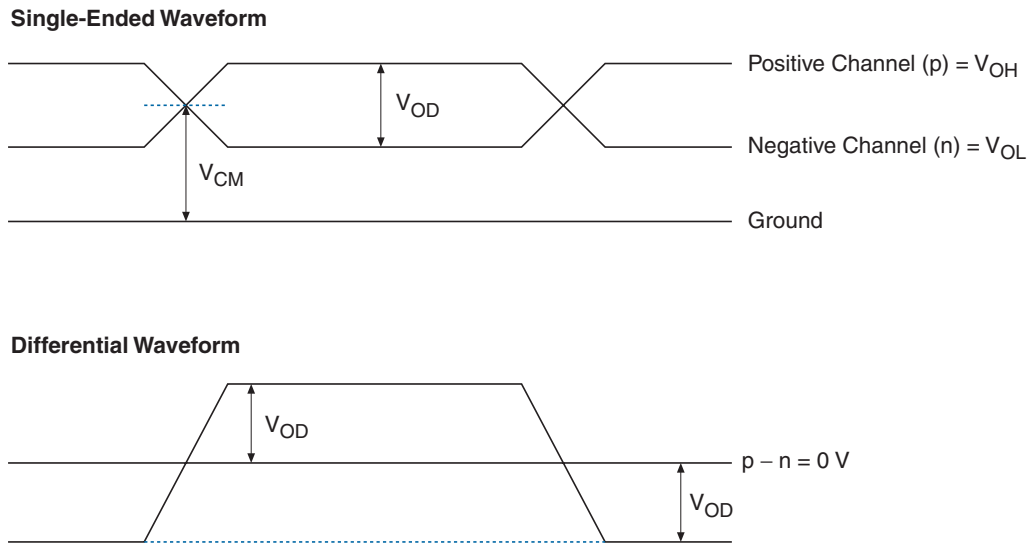 Single-Ended Waveform
Positive Channel (p) = VOH
VOD
Negative Channel (n) = VOL
VCM
Ground
Differential Waveform
VOD
p − n = 0 V
VOD